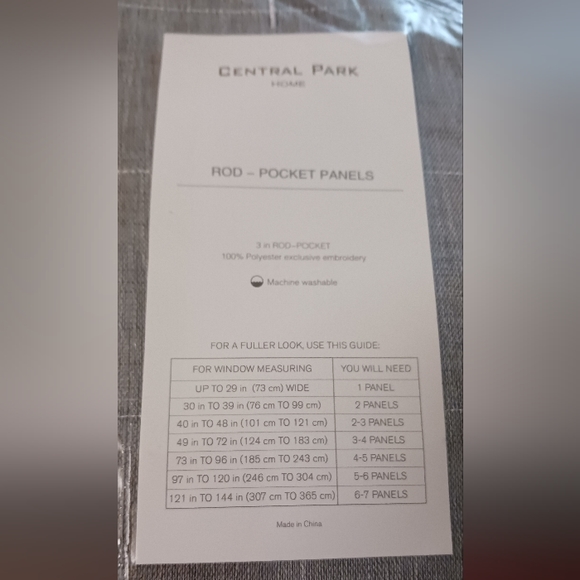 CENTRAL PARK
HOME
ROD – POCKET PANELS
3 in ROD-POCKET
100% Polyester exclusive embroidery
Machine washable
FOR A FULLER LOOK, USE THIS GUIDE:
FOR WINDOW MEASURING YOU WILL NEED
UP TO 29 in (73 cm) WIDE 1 PANEL
30 in TO 39 in (76 cm TO 99 cm) 2 PANELS
40 in TO 48 in (101 cm TO 121 cm) 2-3 PANELS
49 in TO 72 in (124 cm TO 183 cm) 3-4 PANELS
73 in TO 96 in (185 cm TO 243 cm) 4-5 PANELS
97 in TO 120 in (246 cm TO 304 cm) 5-6 PANELS
121 in TO 144 in (307 cm TO 365 cm) 6-7 PANELS
Made in China